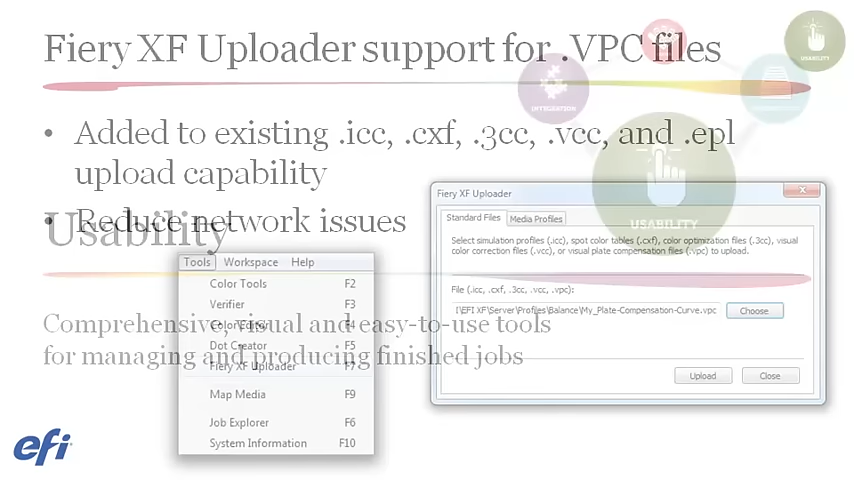 Fiery XF Uploader support for .VPC files
USABILITY
INTEGRATION
• Added to existing .icc, .cxf, .3cc, .vcc, and .epl
upload capability
• Reduce network issues
USABILITY
Usability
Comprehensive, visual and easy-to-use tools
for managing and producing finished jobs
Tools Workspace Help
Color Tools F2
Verifier F3
Color Editor F4
Dot Creator F5
Fiery XF Uploader F7
Map Media F9
Job Explorer F6
System Information F10
Fiery XF Uploader
Standard Files Media Profiles
Select simulation profiles (.icc), spot color tables (.cxf), color optimization files (.3cc), visual
color correction files (.vcc), or visual plate compensation files (.vpc) to upload.
File (.icc, .cxf, .3cc, .vcc, .vpc):
I\EFI XF\Server\Profiles\Balance\My_Plate-Compensation-Curve.vpc Choose
Upload Close
efi